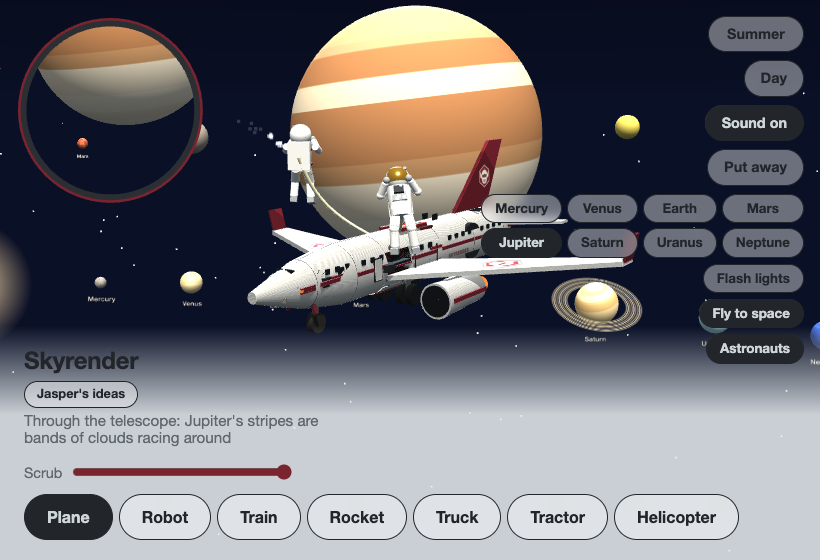 Summer
Day
Sound on
Put away
Mercury Venus Earth Mars
Jupiter Saturn Uranus Neptune
Flash lights
Fly to space
Astronauts
Mars
Mercury
Venus
Mars
Saturn
Skyrender
Jasper's ideas
Through the telescope: Jupiter's stripes are
bands of clouds racing around
Scrub
Plane Robot Train Rocket Truck Tractor Helicopter